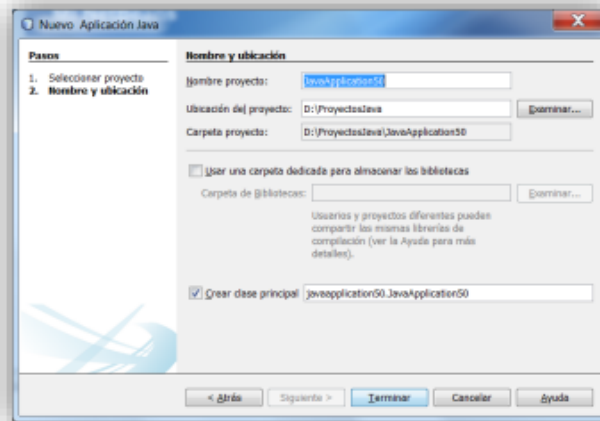 Nuevo Aplicación Java
Pasos
1. Seleccionar proyecto
2. Nombre y ubicación
Nombre y ubicación
Nombre proyecto: JavaApplication50
Ubicación del proyecto: D:\ProyectosJava Examinar...
Carpeta proyecto: D:\ProyectosJava\JavaApplication50
Usar una carpeta dedicada para almacenar las bibliotecas
Carpeta de Bibliotecas: Examinar...
Usuarios y proyectos diferentes pueden
compartir las mismas librerías de
compilación (ver la Ayuda para más
detalles).
Crear clase principal javaapplication50.JavaApplication50
< Atrás Siguiente > Terminar Cancelar Ayuda